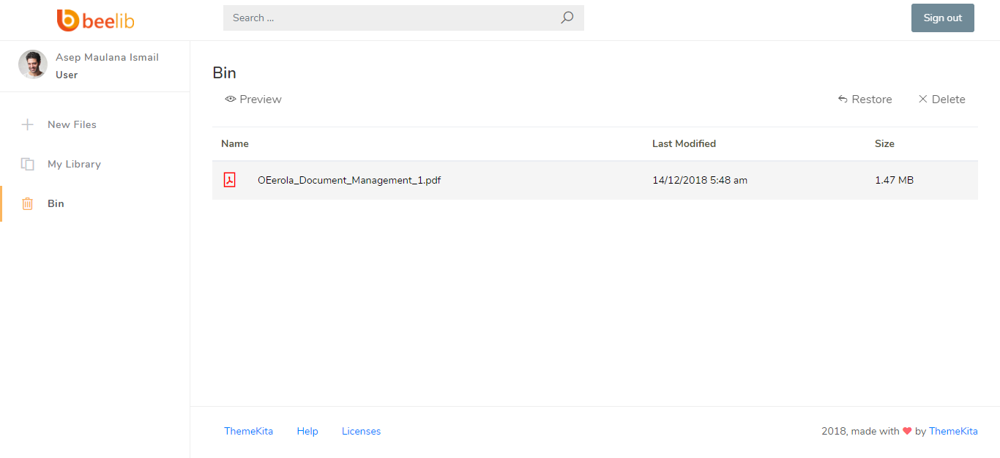 beelib
Search ...
Sign out
Asep Maulana Ismail
User
New Files
My Library
Bin
Bin
Preview
Restore
Delete
Name Last Modified Size
OEerola_Document_Management_1.pdf 14/12/2018 5:48 am 1.47 MB
ThemeKita Help Licenses
2018, made with ❤ by ThemeKita